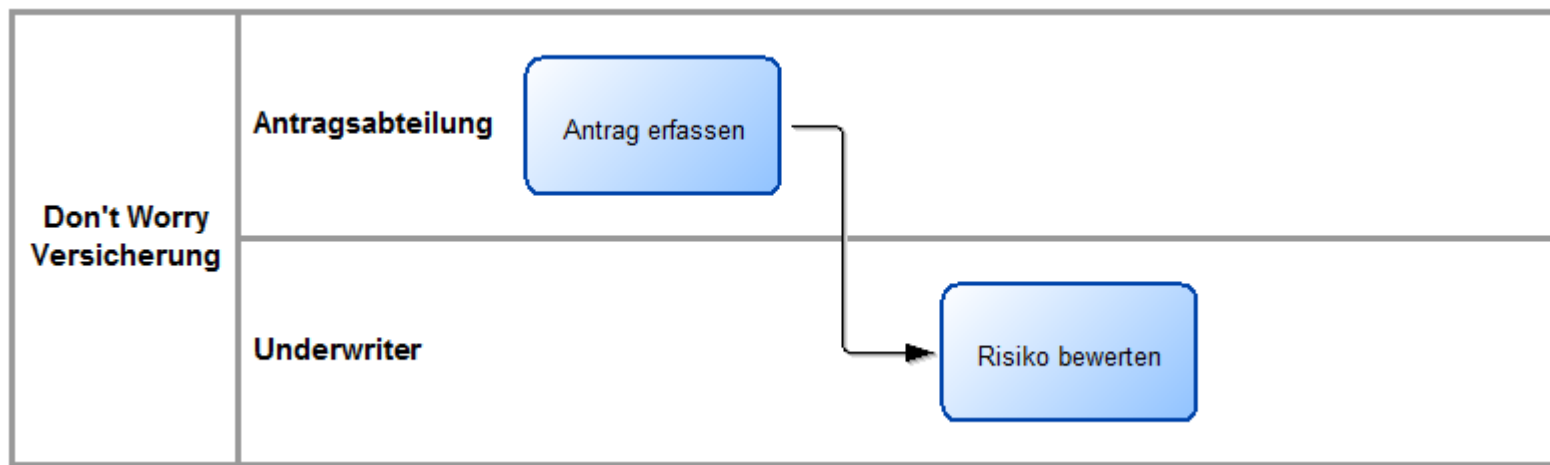 Don't Worry
Versicherung
Antragsabteilung
Antrag erfassen
Underwriter
Risiko bewerten